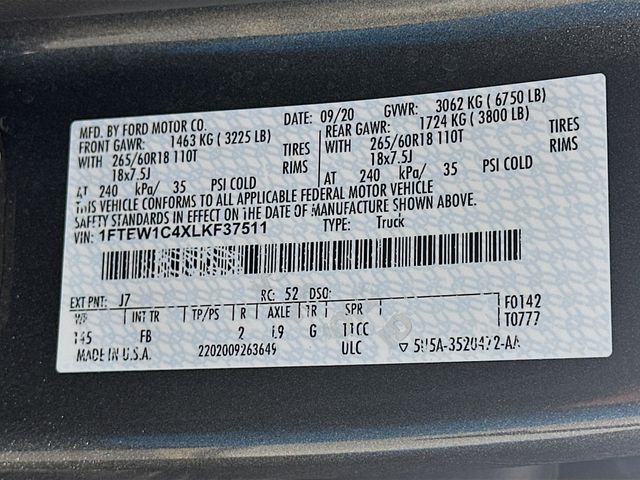 MFD. BY FORD MOTOR CO. DATE: 09/20 GVWR: 3062 KG ( 6750 LB)
FRONT GAWR: 1463 KG ( 3225 LB) REAR GAWR: 1724 KG ( 3800 LB)
WITH 265/60R18 110T TIRES WITH 265/60R18 110T TIRES
18x7.5J RIMS 18x7.5J RIMS
AT 240 kPa/ 35 PSI COLD AT 240 kPa/ 35 PSI COLD
THIS VEHICLE CONFORMS TO ALL APPLICABLE FEDERAL MOTOR VEHICLE
SAFETY STANDARDS IN EFFECT ON THE DATE OF MANUFACTURE SHOWN ABOVE.
VIN: 1FTEW1C4XLKF37511 TYPE: Truck
EXT PNT: J7 RC: 52 DSO: F0142
WB INT TR TP/PS R AXLE TR SPR T0777
145 FB 2 L9 G 11CC
MADE IN U.S.A. 2202009263649 ULC 5U5A-3520472-AA